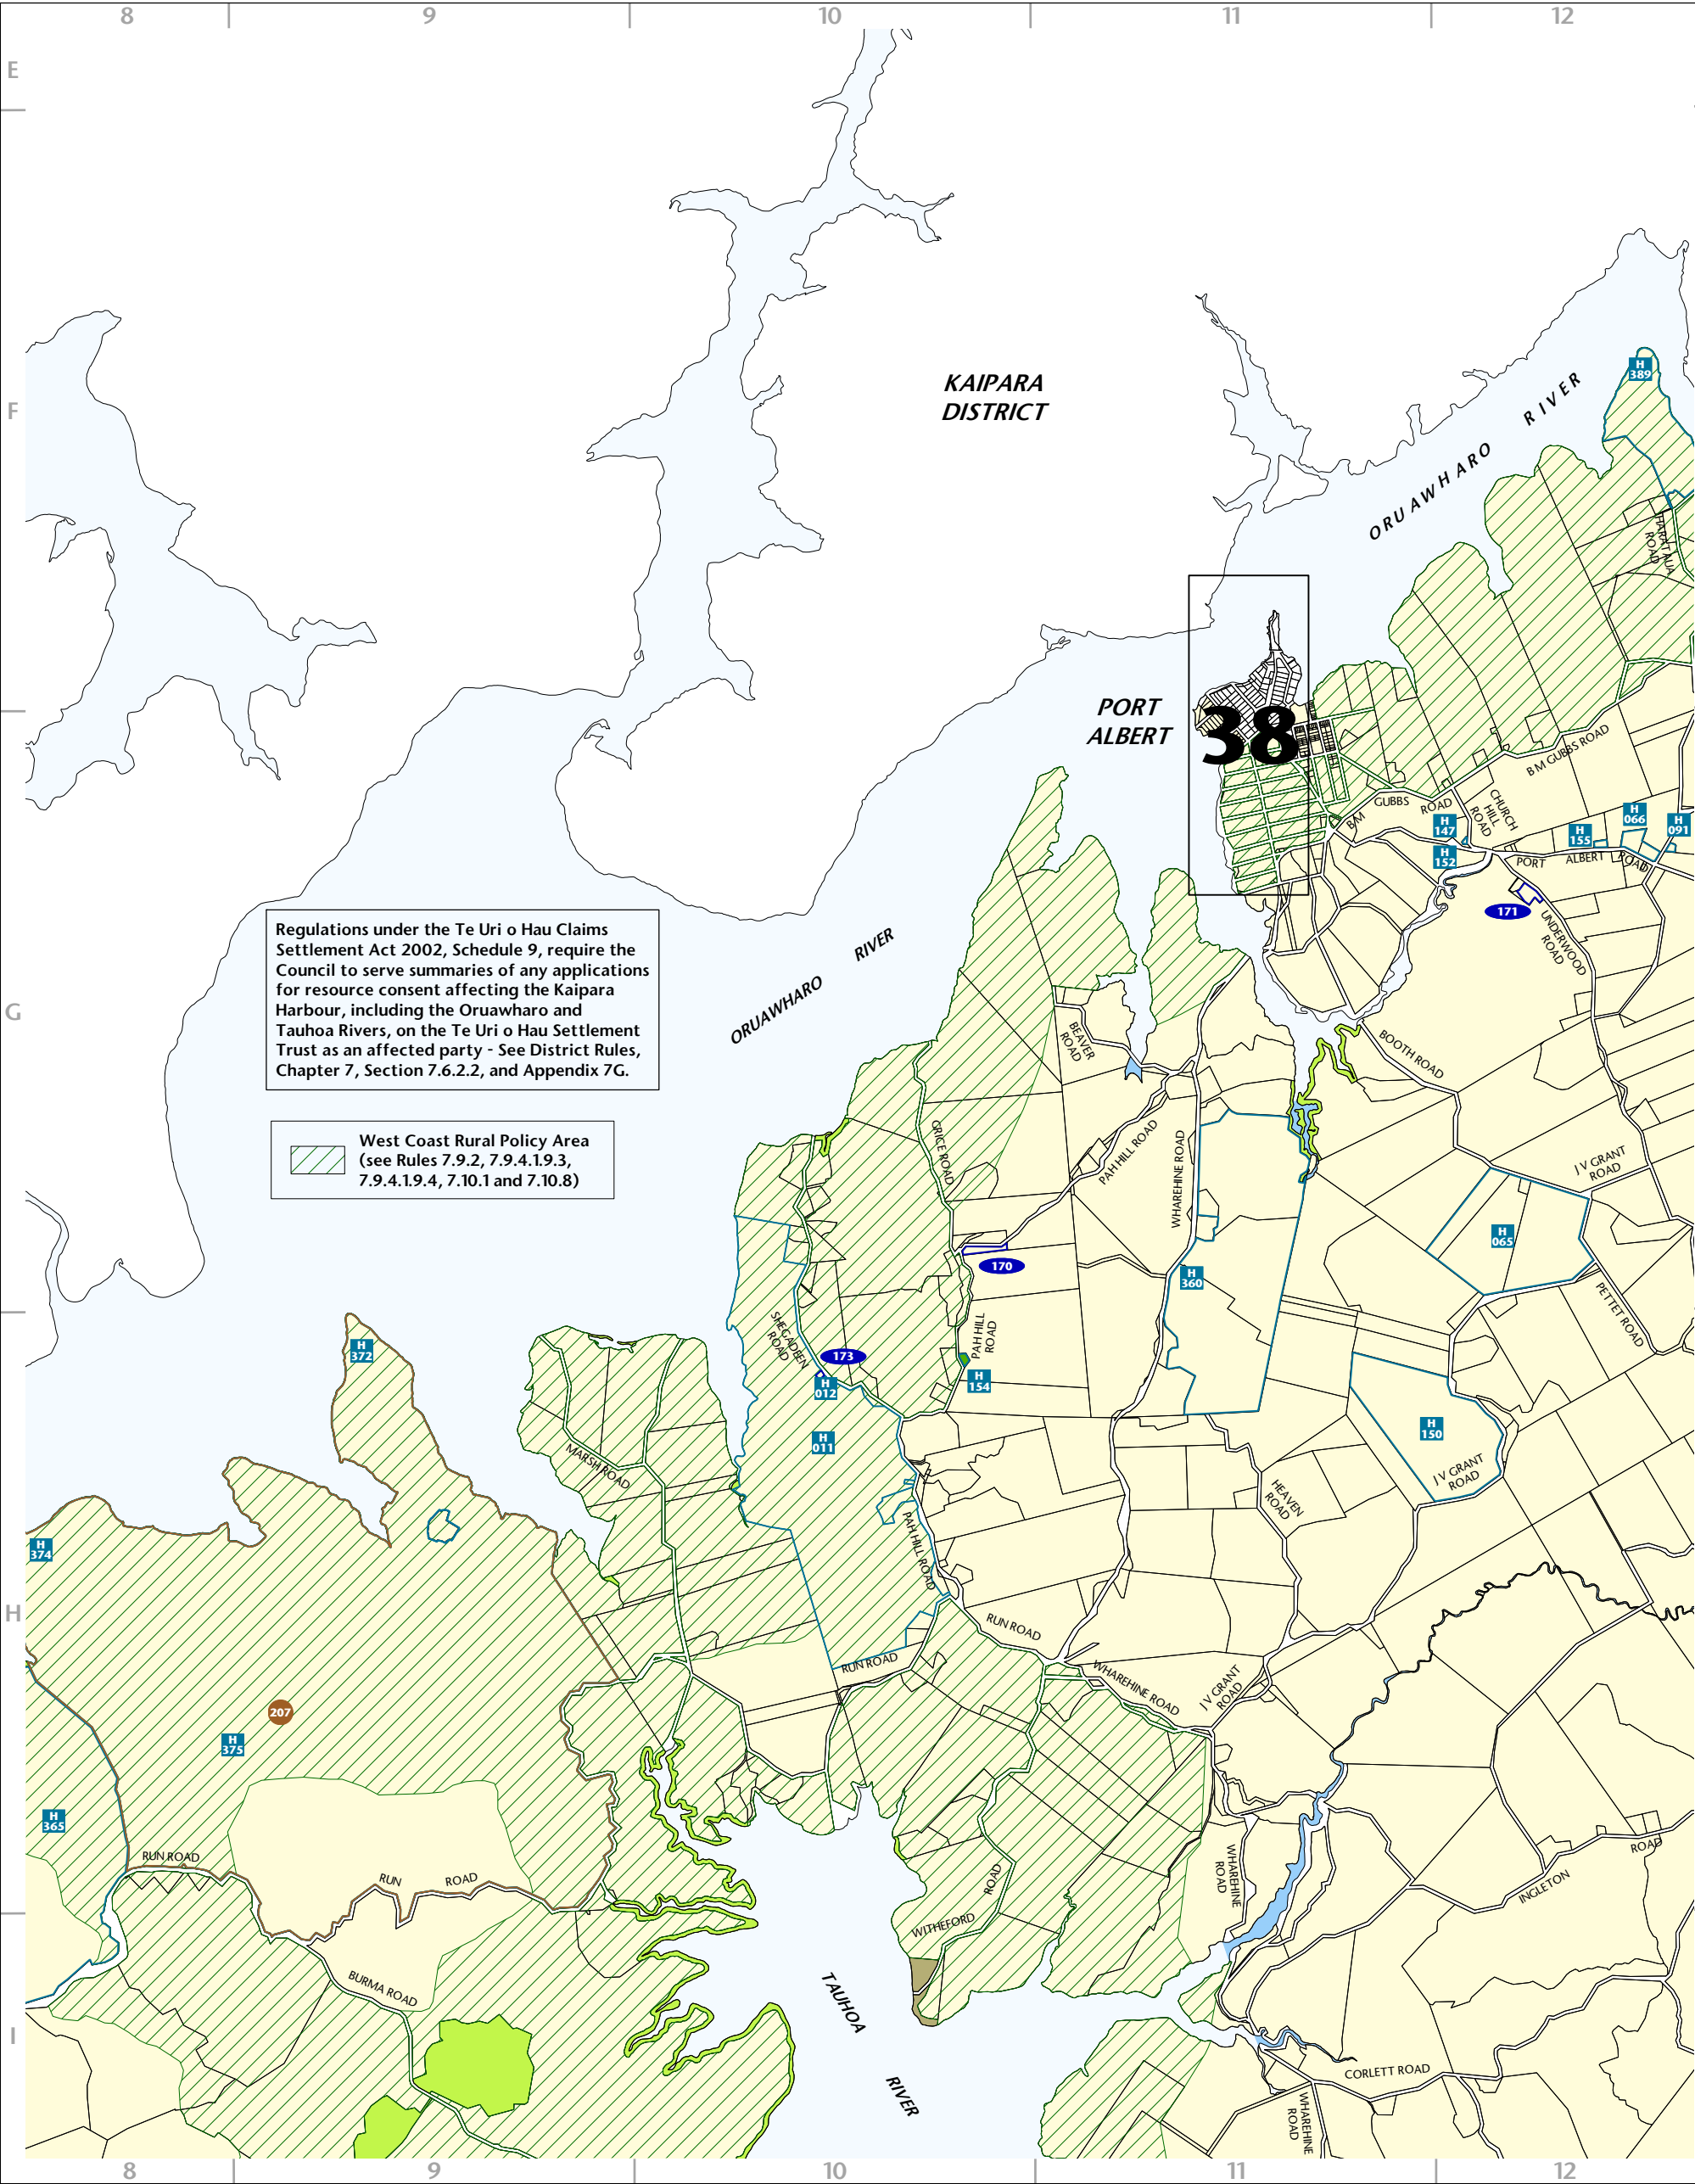 8
9
10
11
12
E
F
G
H
I
KAIPARA
DISTRICT
ORUAWHARO RIVER
H
389
HARATAUA
ROAD
PORT
ALBERT
38
B M GUBBS ROAD
B M GUBBS ROAD
CHURCH
HILL
ROAD
H
147
H
152
H
155
H
066
H
091
PORT ALBERT ROAD
ROAD
171
UNDERWOOD
ROAD
Regulations under the Te Uri o Hau Claims
Settlement Act 2002, Schedule 9, require the
Council to serve summaries of any applications
for resource consent affecting the Kaipara
Harbour, including the Oruawharo and
Tauhoa Rivers, on the Te Uri o Hau Settlement
Trust as an affected party - See District Rules,
Chapter 7, Section 7.6.2.2, and Appendix 7G.
ORUAWHARO RIVER
BEAVER
ROAD
BOOTH ROAD
West Coast Rural Policy Area
(see Rules 7.9.2, 7.9.4.1.9.3,
7.9.4.1.9.4, 7.10.1 and 7.10.8)
GRICE ROAD
PAH HILL ROAD
WHAREHINE ROAD
J V GRANT
ROAD
H
065
170
H
360
PETTET ROAD
SHEGADEEN
ROAD
PAH HILL
ROAD
H
372
173
H
012
H
154
H
011
H
150
MARSH ROAD
J V GRANT
ROAD
HEAVEN
ROAD
H
374
PAH HILL ROAD
RUN ROAD
RUN ROAD
WHAREHINE ROAD
J V GRANT
ROAD
207
H
375
H
365
RUN ROAD
RUN ROAD
WHAREHINE
ROAD
INGLETON ROAD
WITHEFORD ROAD
BURMA ROAD
TAUHOA RIVER
CORLETT ROAD
WHAREHINE
ROAD
8
9
10
11
12